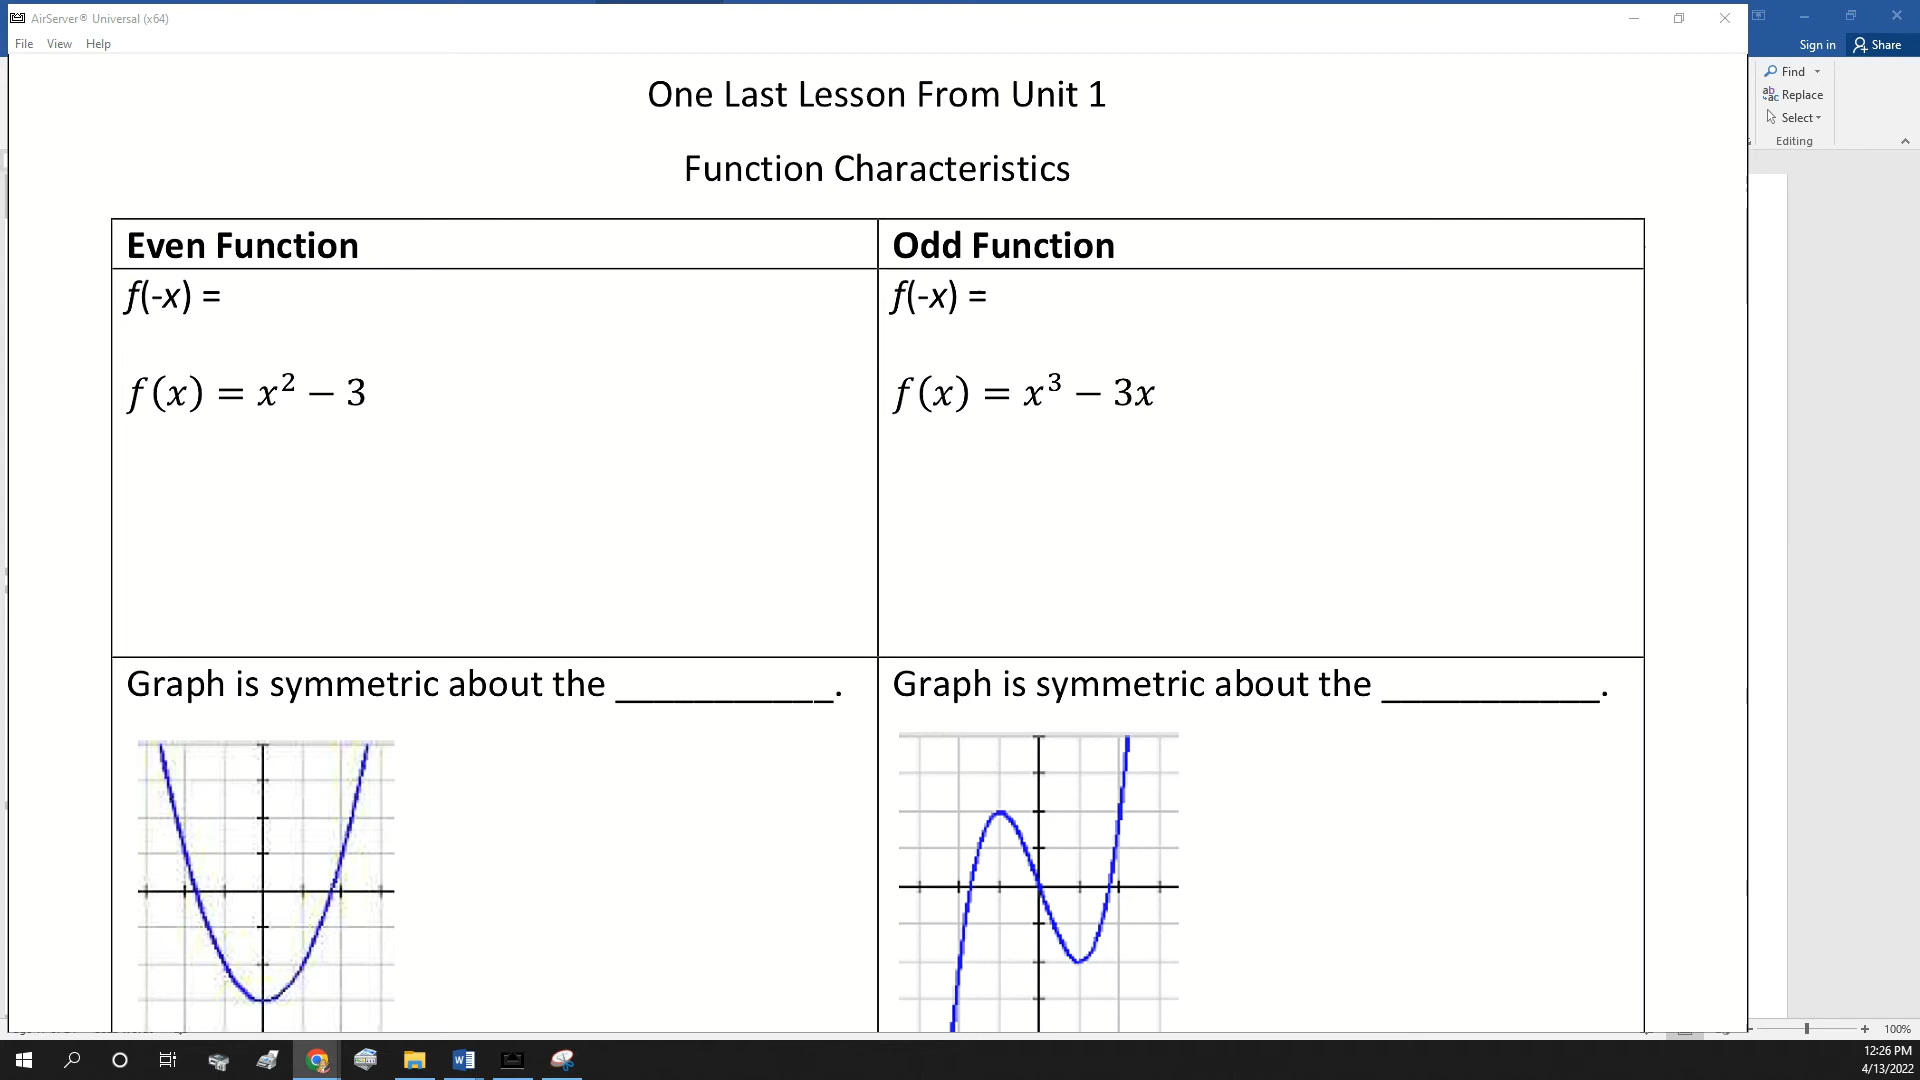 AirServer® Universal (x64)
File View Help
Sign in Share
Find
Replace
Select
Editing
One Last Lesson From Unit 1
Function Characteristics
Even Function
f(-x) =
f(x) = x² − 3
Odd Function
f(-x) =
f(x) = x³ − 3x
Graph is symmetric about the ___________.
Graph is symmetric about the ___________.
100%
12:26 PM
4/13/2022